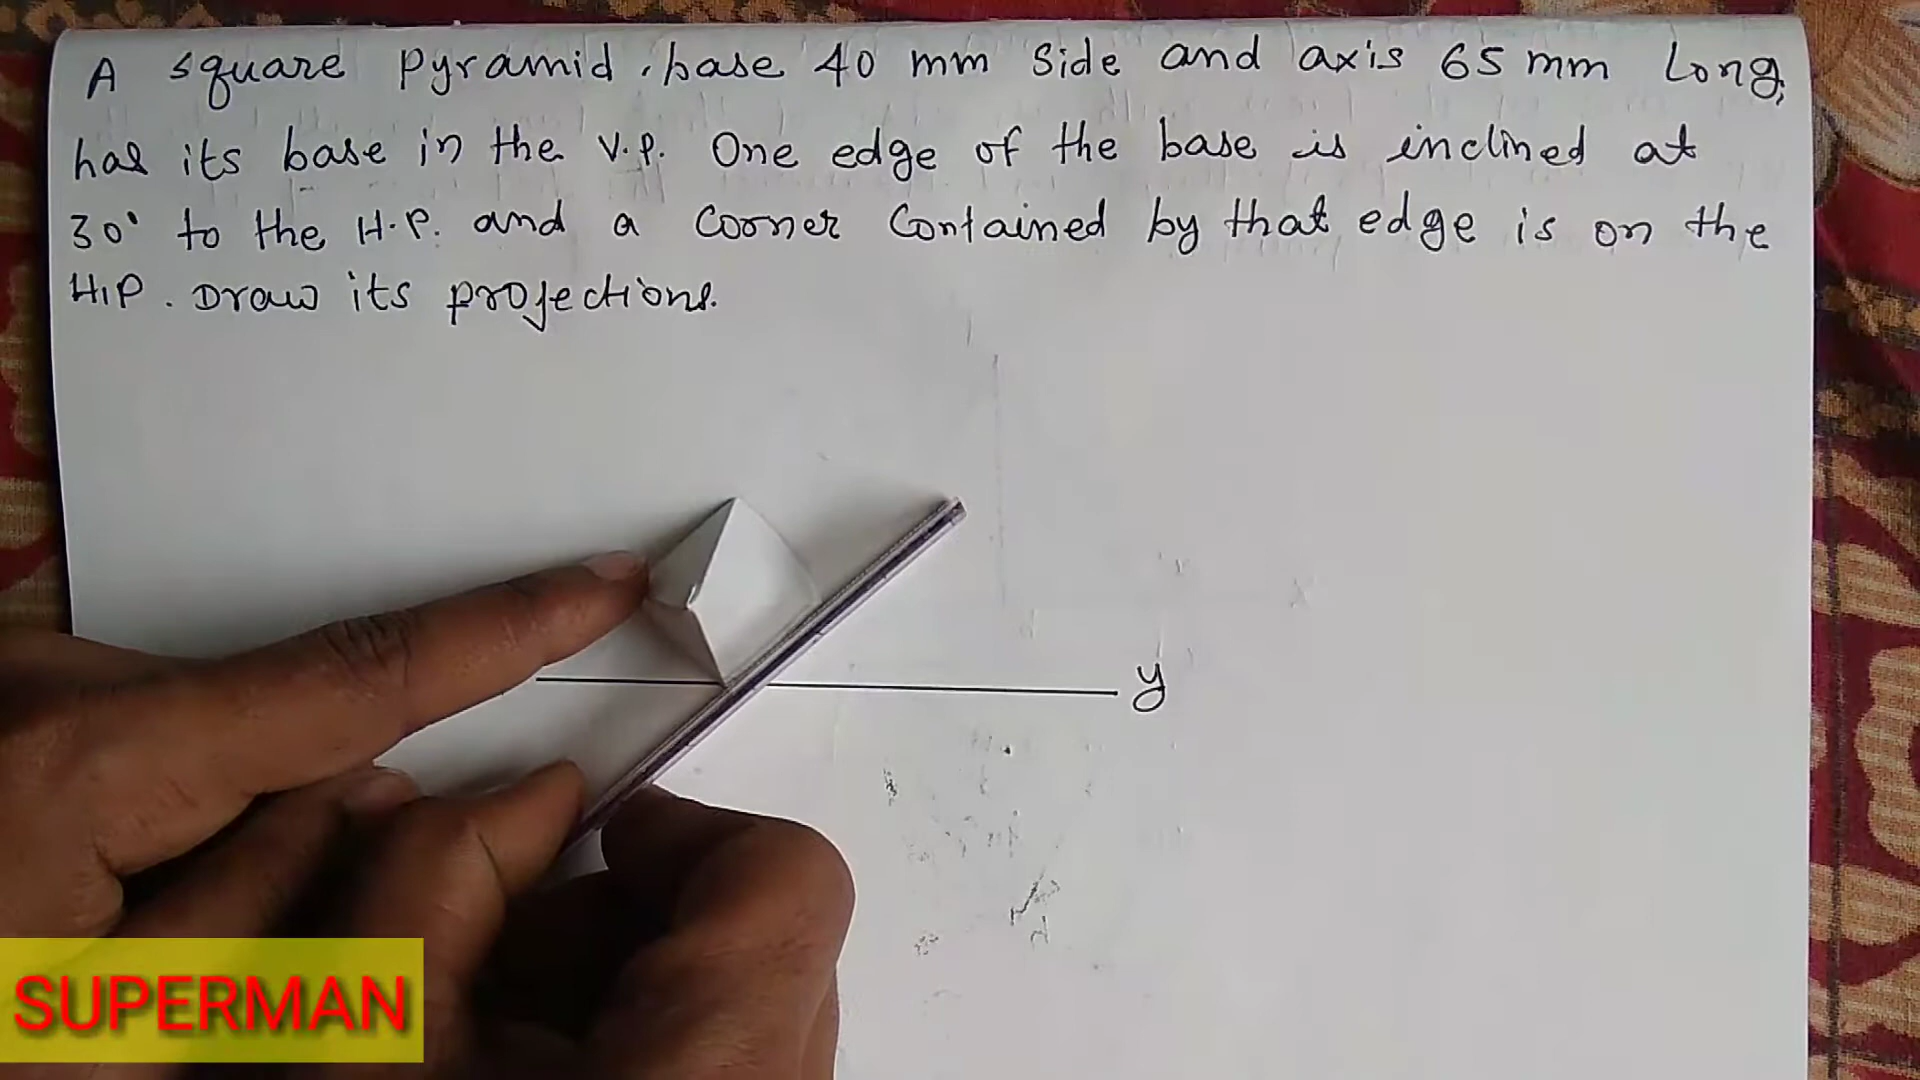 A square pyramid, base 40 mm side and axis 65 mm Long,
has its base in the V.P. One edge of the base is inclined at
30° to the H.P. and a corner contained by that edge is on the
H.P. Draw its projections.
y
SUPERMAN